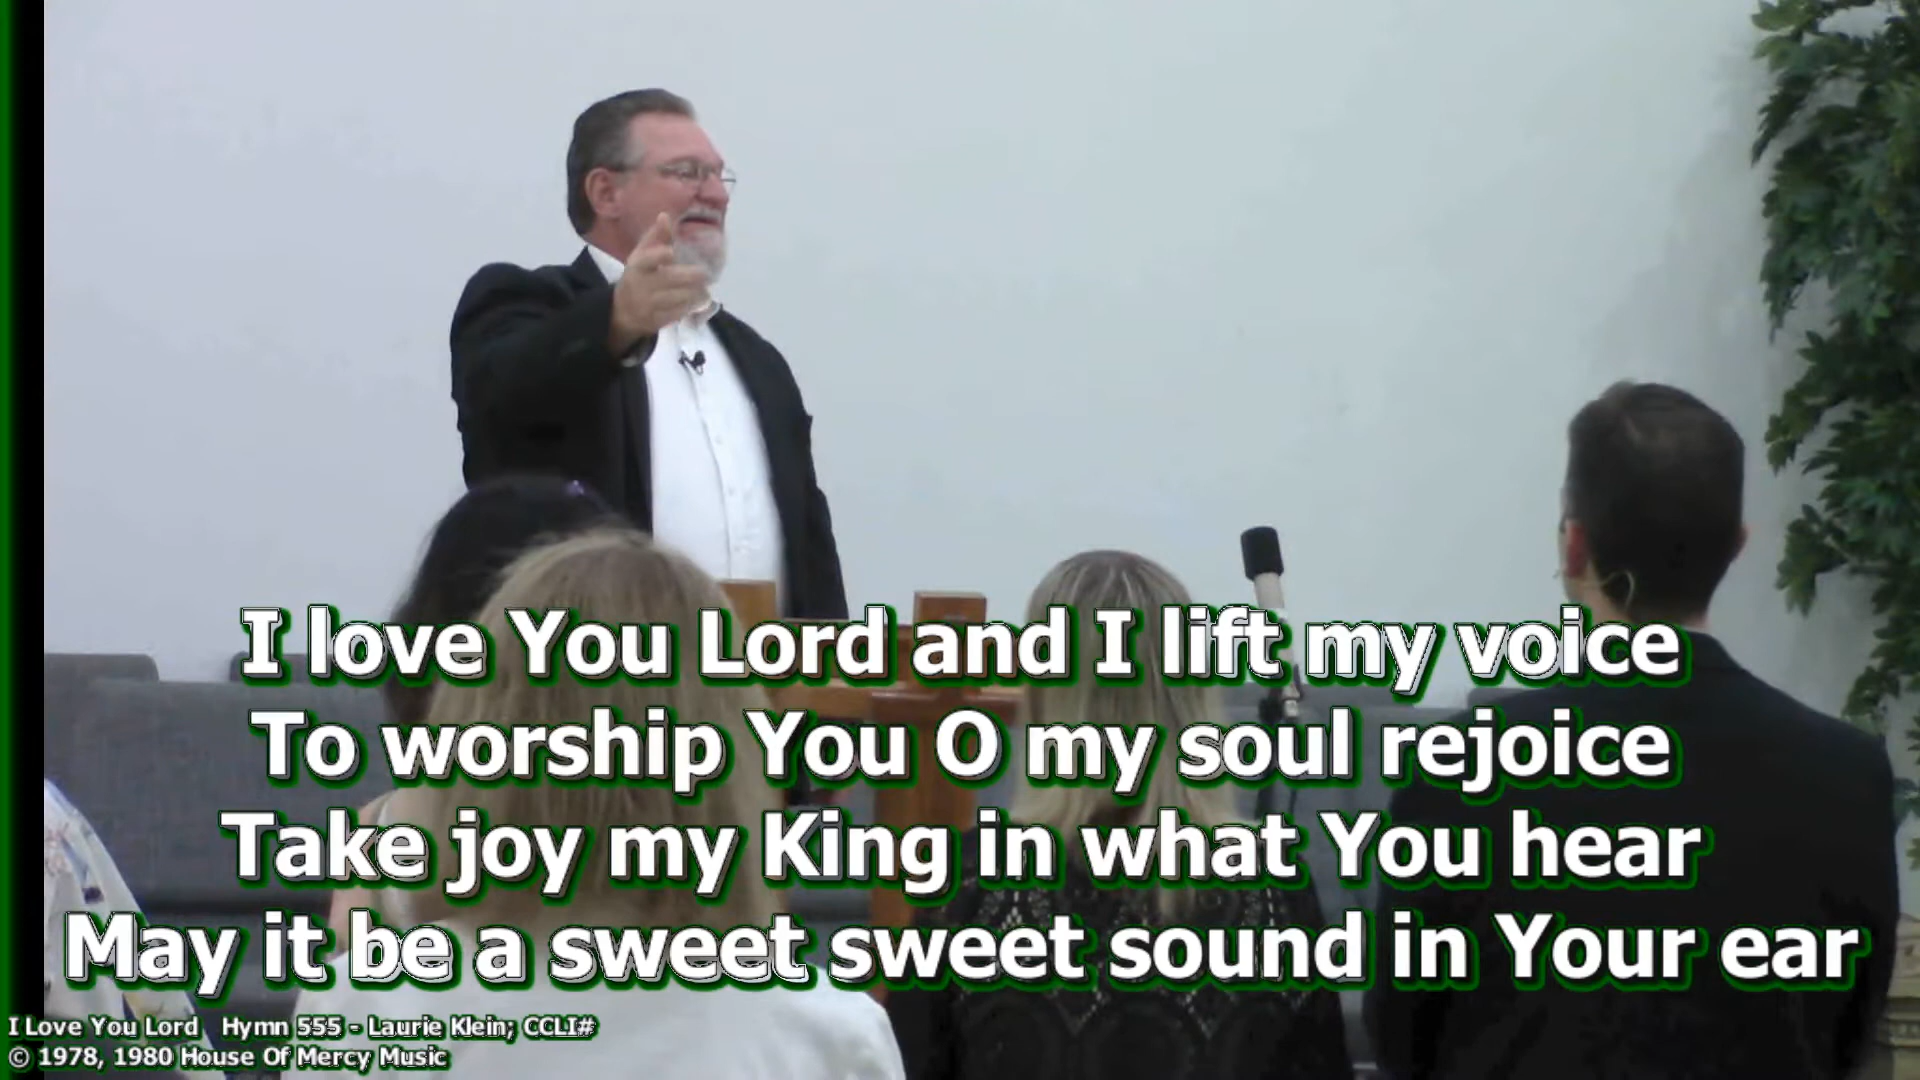 I love You Lord and I lift my voice
To worship You O my soul rejoice
Take joy my King in what You hear
May it be a sweet sweet sound in Your ear
I Love You Lord Hymn 555 - Laurie Klein; CCLI#
© 1978, 1980 House Of Mercy Music